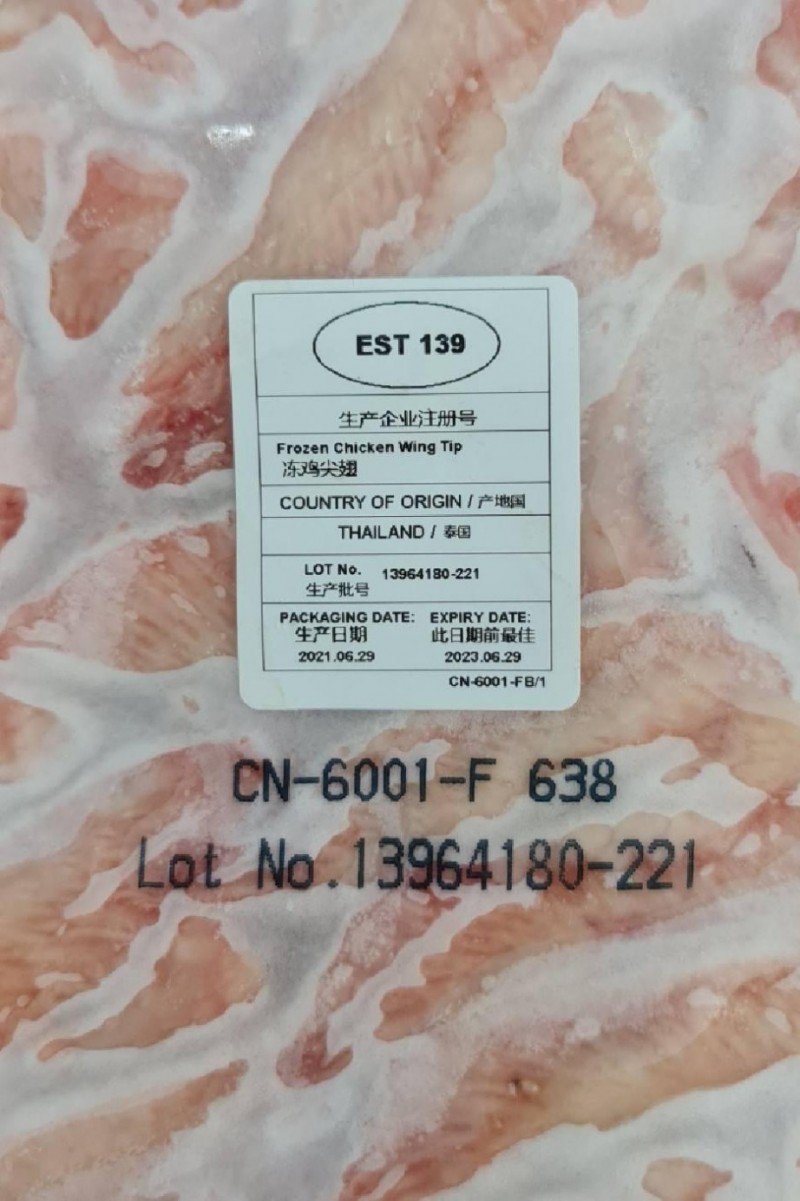 EST 139
生产企业注册号
Frozen Chicken Wing Tip
冻鸡尖翅
COUNTRY OF ORIGIN / 产地国
THAILAND / 泰国
LOT No. 13964180-221
生产批号
PACKAGING DATE: EXPIRY DATE:
生产日期 此日期前最佳
2021.06.29 2023.06.29
CN-6001-FB/1
CN-6001-F 638
Lot No.13964180-221